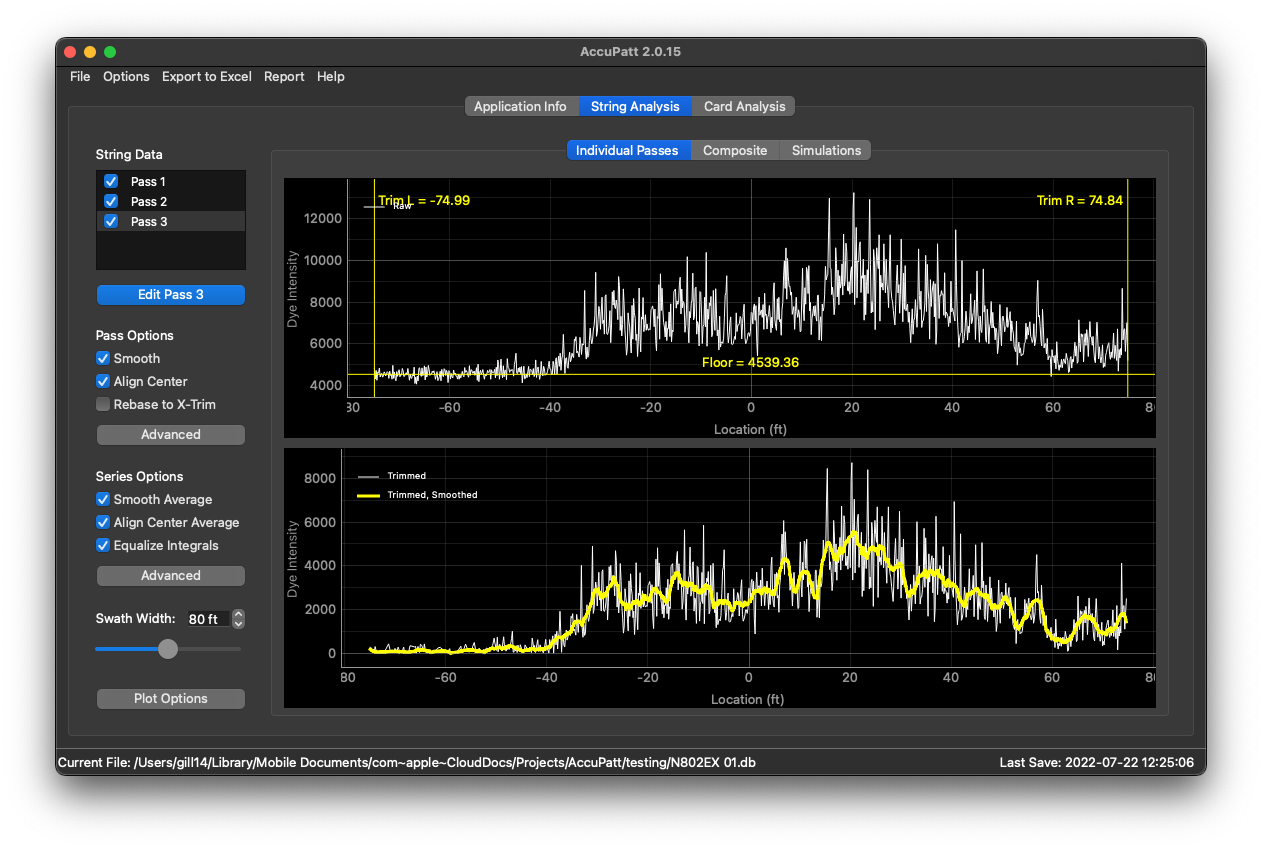 AccuPatt 2.0.15
File Options Export to Excel Report Help
Application Info String Analysis Card Analysis
String Data
Pass 1
Pass 2
Pass 3
Edit Pass 3
Pass Options
Smooth
Align Center
Rebase to X-Trim
Advanced
Series Options
Smooth Average
Align Center Average
Equalize Integrals
Advanced
Swath Width: 80 ft
Plot Options
Individual Passes Composite Simulations
Trim L = -74.99
Raw
Trim R = 74.84
Dye Intensity
12000
10000
8000
6000
4000
Floor = 4539.36
80 -60 -40 -20 0 20 40 60 8
Location (ft)
Trimmed
Trimmed, Smoothed
Dye Intensity
8000
6000
4000
2000
0
80 -60 -40 -20 0 20 40 60 80
Location (ft)
Current File: /Users/gill14/Library/Mobile Documents/com~apple~CloudDocs/Projects/AccuPatt/testing/N802EX 01.db
Last Save: 2022-07-22 12:25:06